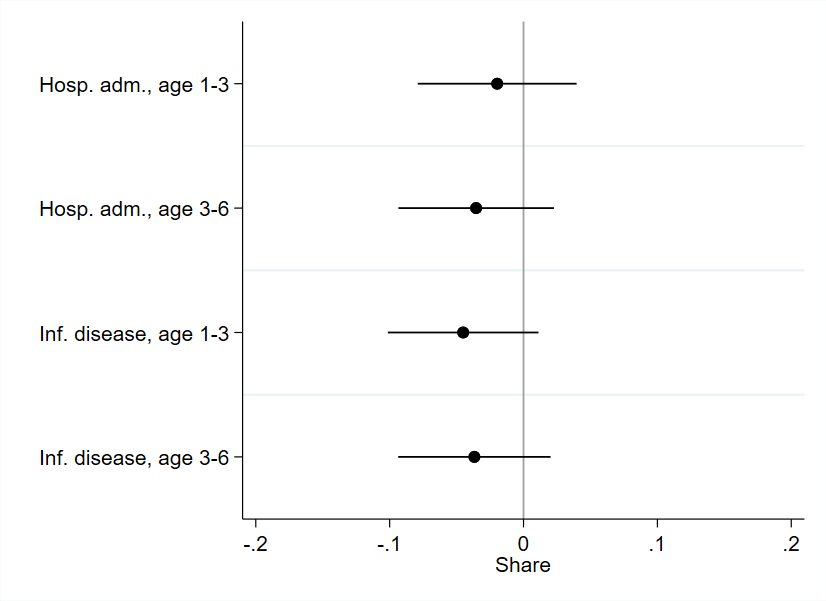 Hosp. adm., age 1-3
Hosp. adm., age 3-6
Inf. disease, age 1-3
Inf. disease, age 3-6
-.2 -.1 0 .1 .2
Share